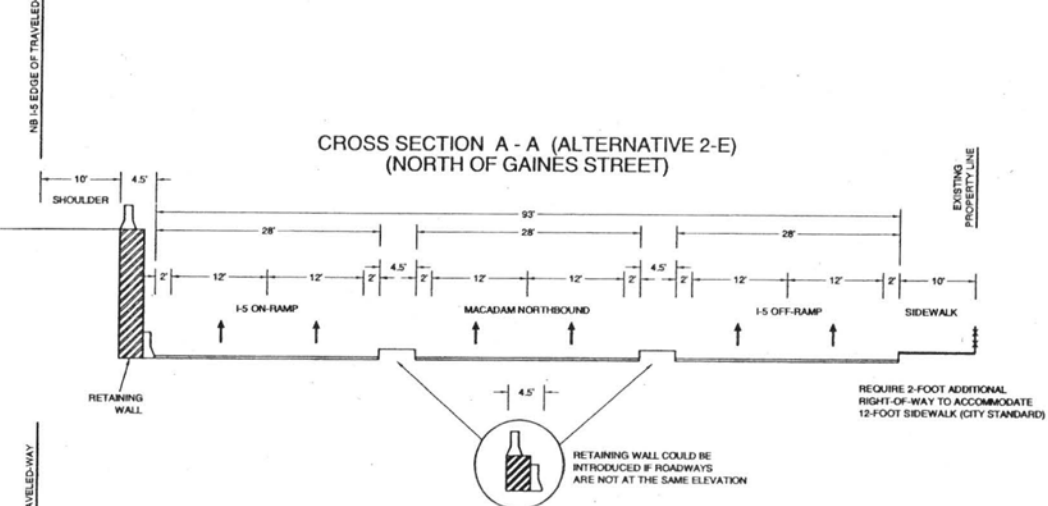 NB I-5 EDGE OF TRAVELED
CROSS SECTION A - A (ALTERNATIVE 2-E)
(NORTH OF GAINES STREET)
EXISTING
PROPERTY LINE
10' 4.5'
SHOULDER
93'
28' 28' 28'
4.5' 4.5'
2' 12' 12' 2' 2' 12' 12' 2' 2' 12' 12' 2' 10'
I-5 ON-RAMP MACADAM NORTHBOUND I-5 OFF-RAMP SIDEWALK
RETAINING
WALL
4.5'
REQUIRE 2-FOOT ADDITIONAL
RIGHT-OF-WAY TO ACCOMMODATE
12-FOOT SIDEWALK (CITY STANDARD)
RETAINING WALL COULD BE
INTRODUCED IF ROADWAYS
ARE NOT AT THE SAME ELEVATION
AVELED-WAY